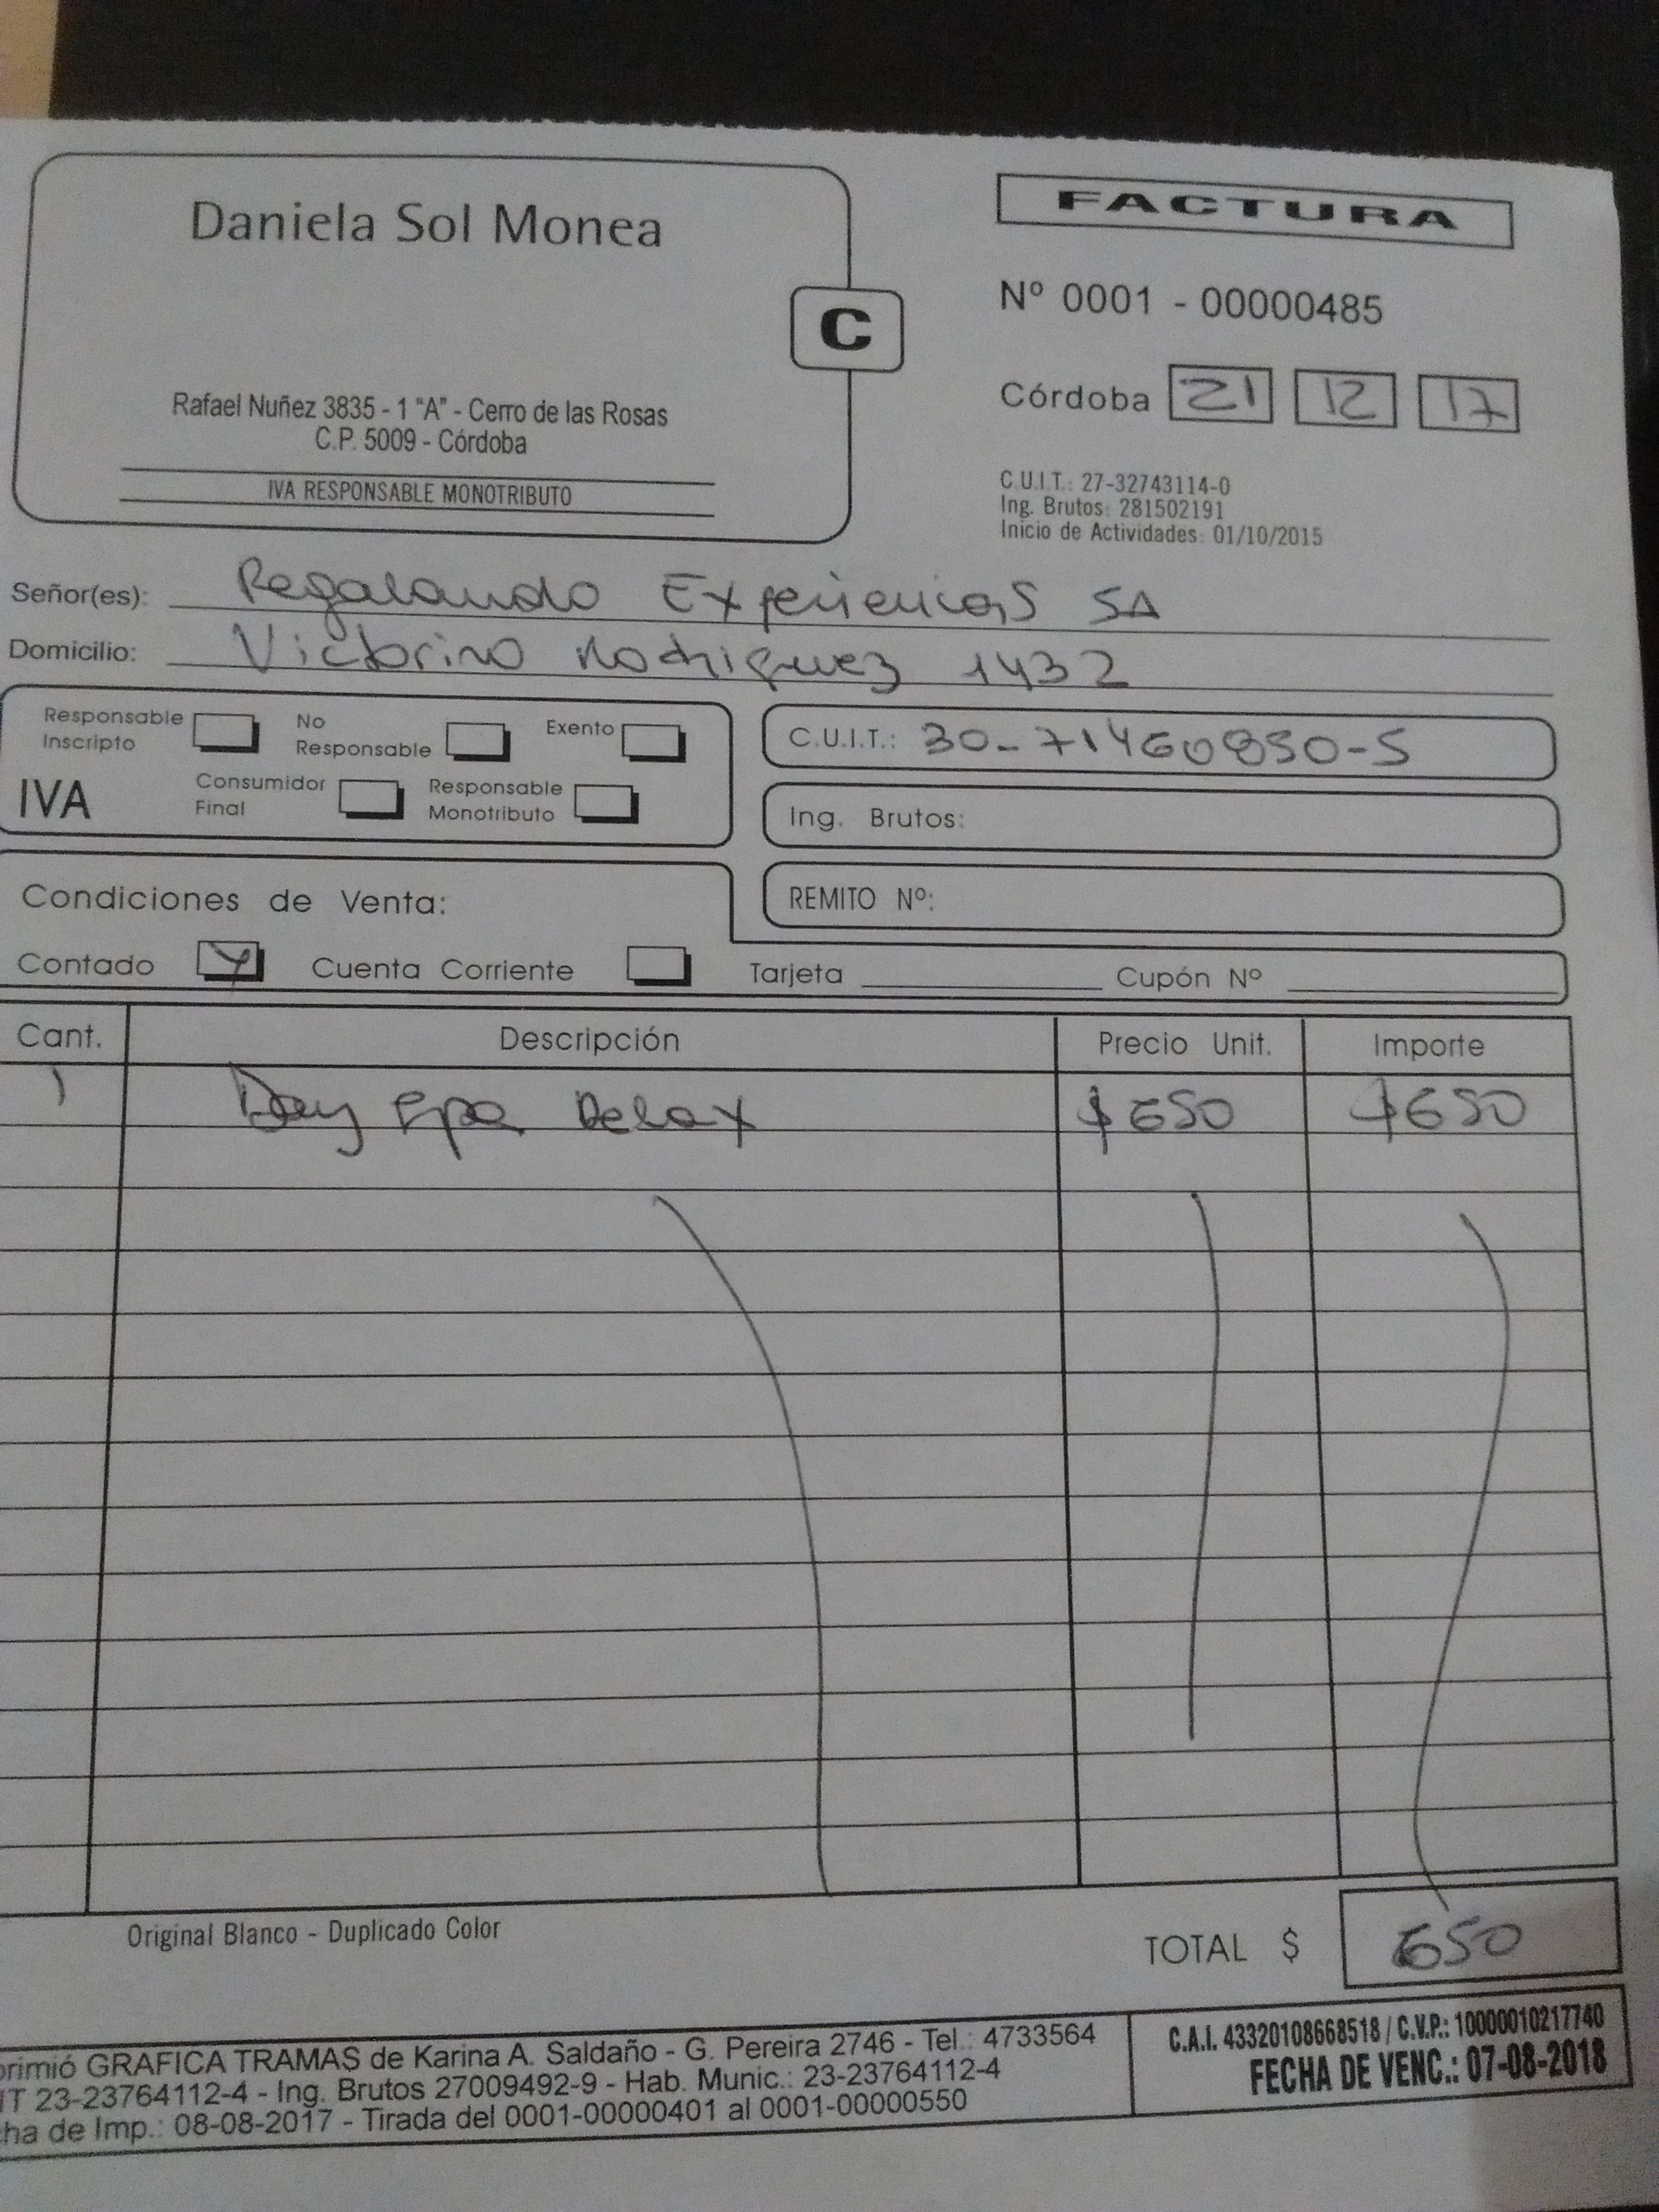 Daniela Sol Monea
FACTURA
Nº 0001 - 00000485
C
Rafael Nuñez 3835 - 1 "A" - Cerro de las Rosas
C.P. 5009 - Córdoba
IVA RESPONSABLE MONOTRIBUTO
Córdoba 21 12 17
C.U.I.T.: 27-32743114-0
Ing. Brutos: 281502191
Inicio de Actividades: 01/10/2015
Señor(es): Regalando Experiencias SA
Domicilio: Victorino Rodriguez 1432
Responsable Inscripto
No Responsable
Exento
IVA
Consumidor Final
Responsable Monotributo
C.U.I.T.: 30-71460850-5
Ing. Brutos:
REMITO Nº:
Condiciones de Venta:
Contado Cuenta Corriente Tarjeta Cupón Nº
Cant. Descripción Precio Unit. Importe
1 Day Spa Relax $650 $650
Original Blanco - Duplicado Color
TOTAL $ 650
primió GRAFICA TRAMAS de Karina A. Saldaño - G. Pereira 2746 - Tel.: 4733564
IT 23-23764112-4 - Ing. Brutos 27009492-9 - Hab. Munic.: 23-23764112-4
ha de Imp.: 08-08-2017 - Tirada del 0001-00000401 al 0001-00000550
C.A.I. 43320108668518 / C.V.P.: 10000010217740
FECHA DE VENC.: 07-08-2018